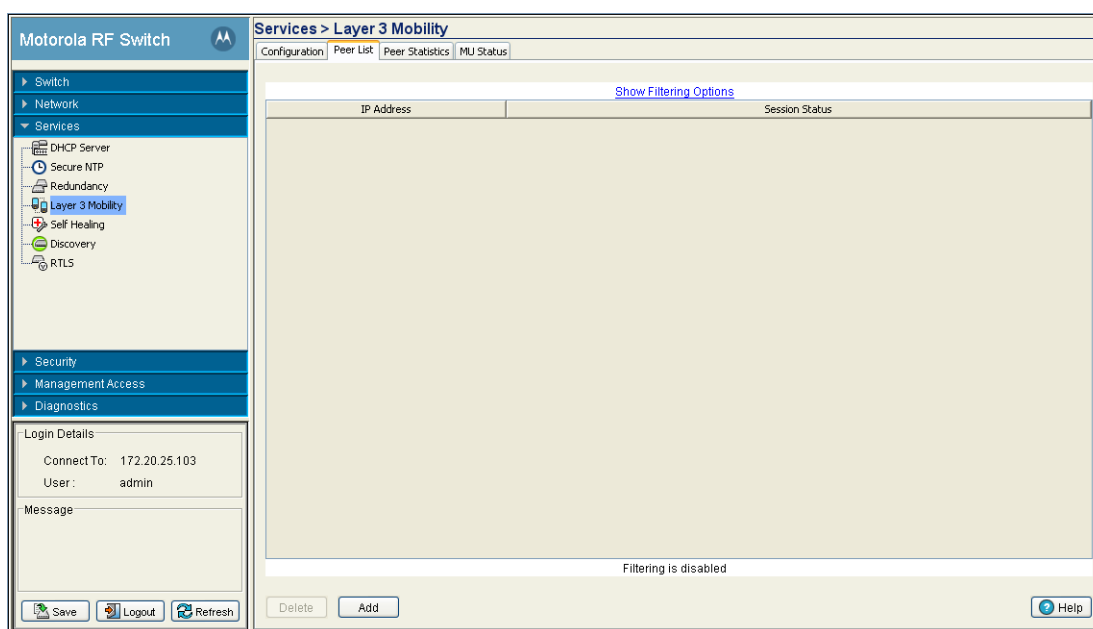 Motorola RF Switch
Services > Layer 3 Mobility
Configuration Peer List Peer Statistics MU Status
Switch
Network
Services
DHCP Server
Secure NTP
Redundancy
Layer 3 Mobility
Self Healing
Discovery
RTLS
Security
Management Access
Diagnostics
Login Details
Connect To: 172.20.25.103
User : admin
Message
Save Logout Refresh
Show Filtering Options
IP Address Session Status
Filtering is disabled
Delete Add Help